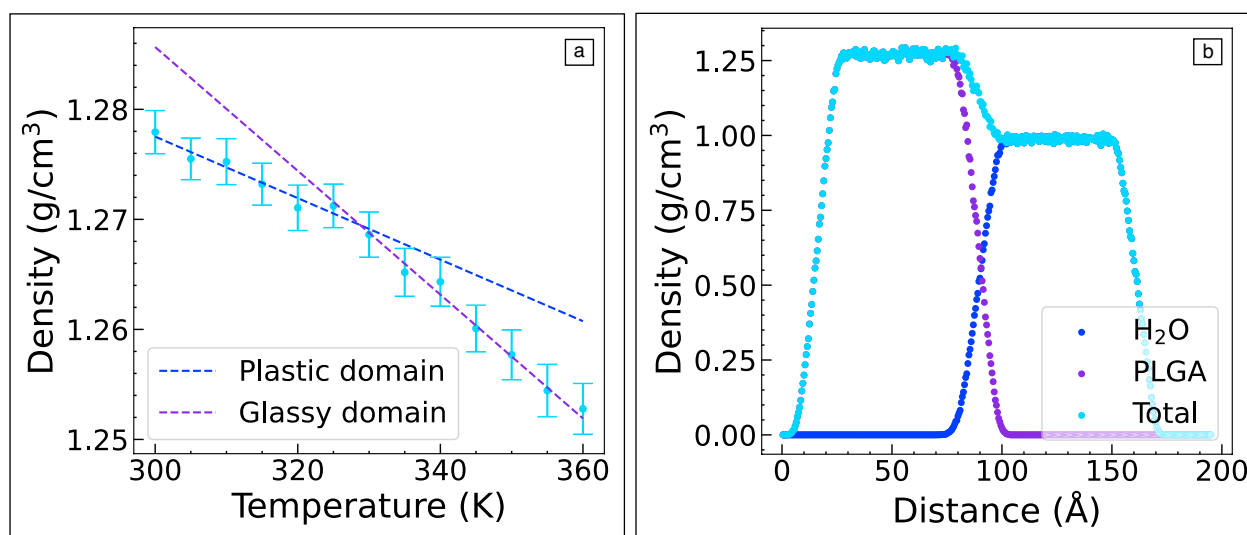 a
Density (g/cm³)
1.28
1.27
1.26
1.25
Plastic domain
Glassy domain
300
320
340
360
Temperature (K)
b
Density (g/cm³)
1.25
1.00
0.75
0.50
0.25
0.00
H₂O
PLGA
Total
0
50
100
150
200
Distance (Å)